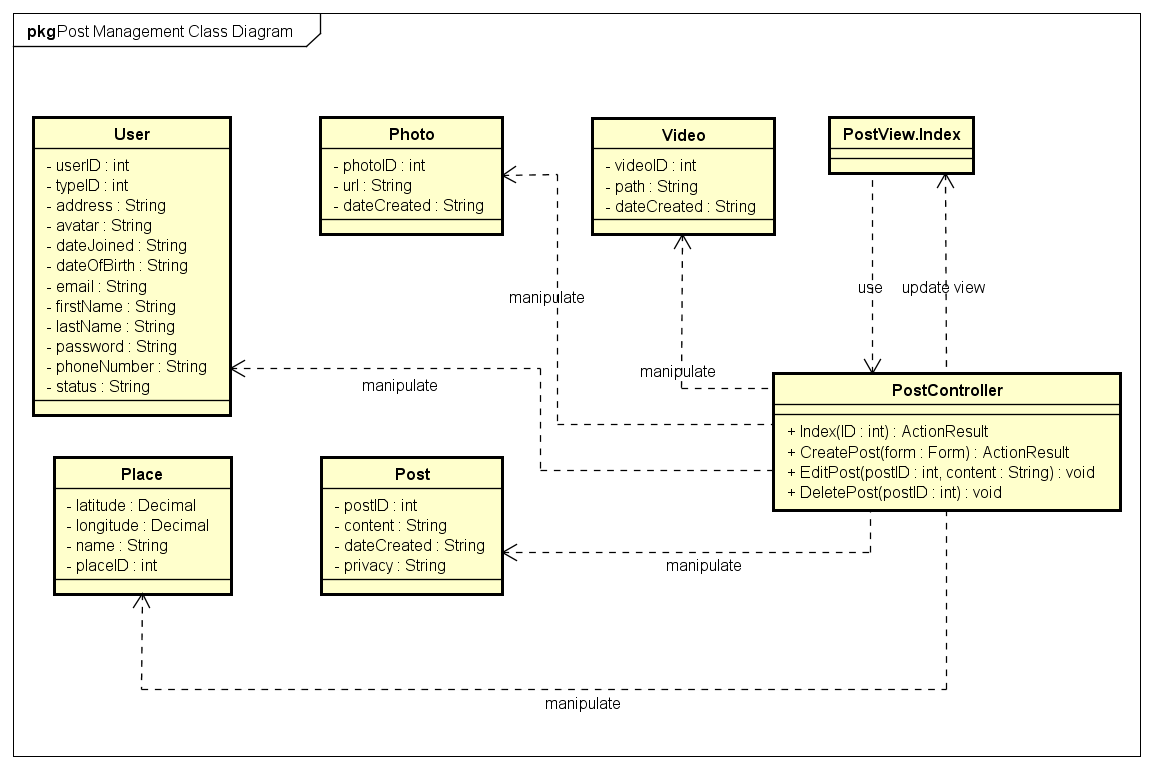 pkgPost Management Class Diagram
User
- userID : int
- typeID : int
- address : String
- avatar : String
- dateJoined : String
- dateOfBirth : String
- email : String
- firstName : String
- lastName : String
- password : String
- phoneNumber : String
- status : String
Photo
- photoID : int
- url : String
- dateCreated : String
Video
- videoID : int
- path : String
- dateCreated : String
PostView.Index
manipulate
use
update view
manipulate
manipulate
PostController
+ Index(ID : int) : ActionResult
+ CreatePost(form : Form) : ActionResult
+ EditPost(postID : int, content : String) : void
+ DeletePost(postID : int) : void
Place
- latitude : Decimal
- longitude : Decimal
- name : String
- placeID : int
Post
- postID : int
- content : String
- dateCreated : String
- privacy : String
manipulate
manipulate